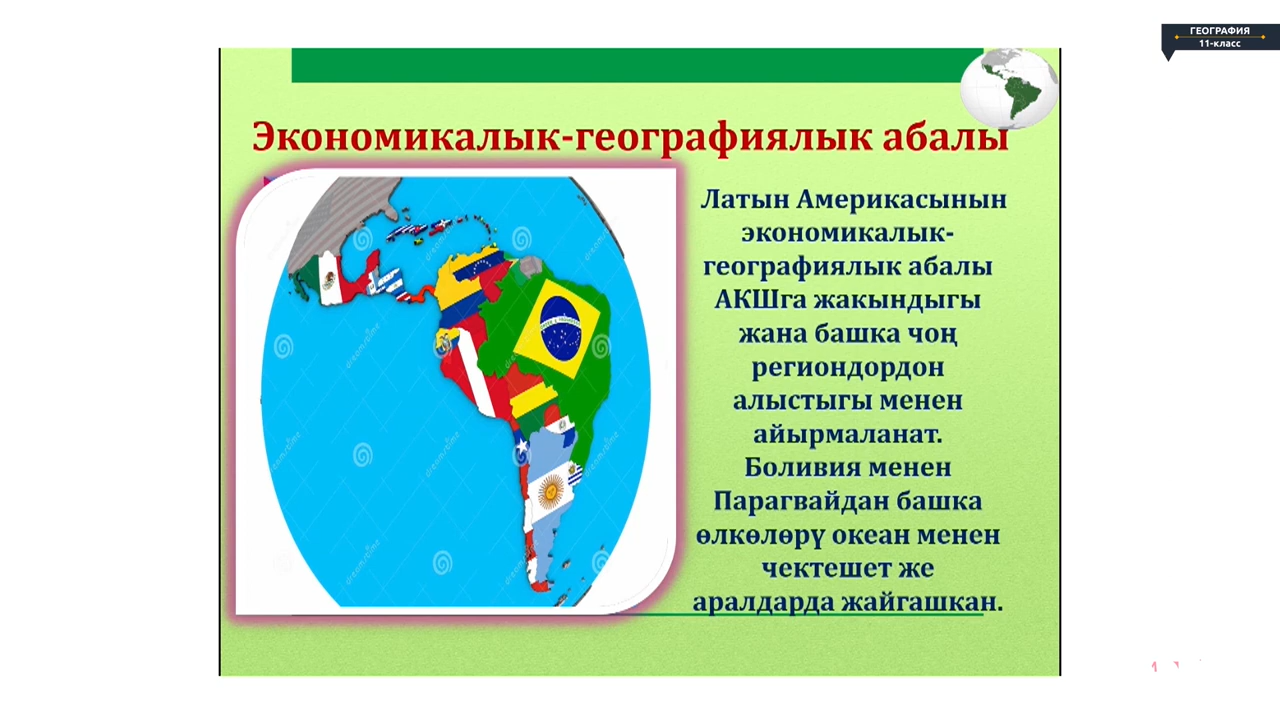 ГЕОГРАФИЯ
11-класс
Экономикалык-географиялык абалы
Латын Америкасынын
экономикалык-
географиялык абалы
АКШга жакындыгы
жана башка чоң
региондордон
алыстыгы менен
айырмаланат.
Боливия менен
Парагвайдан башка
өлкөлөрү океан менен
чектешет же
аралдарда жайгашкан.